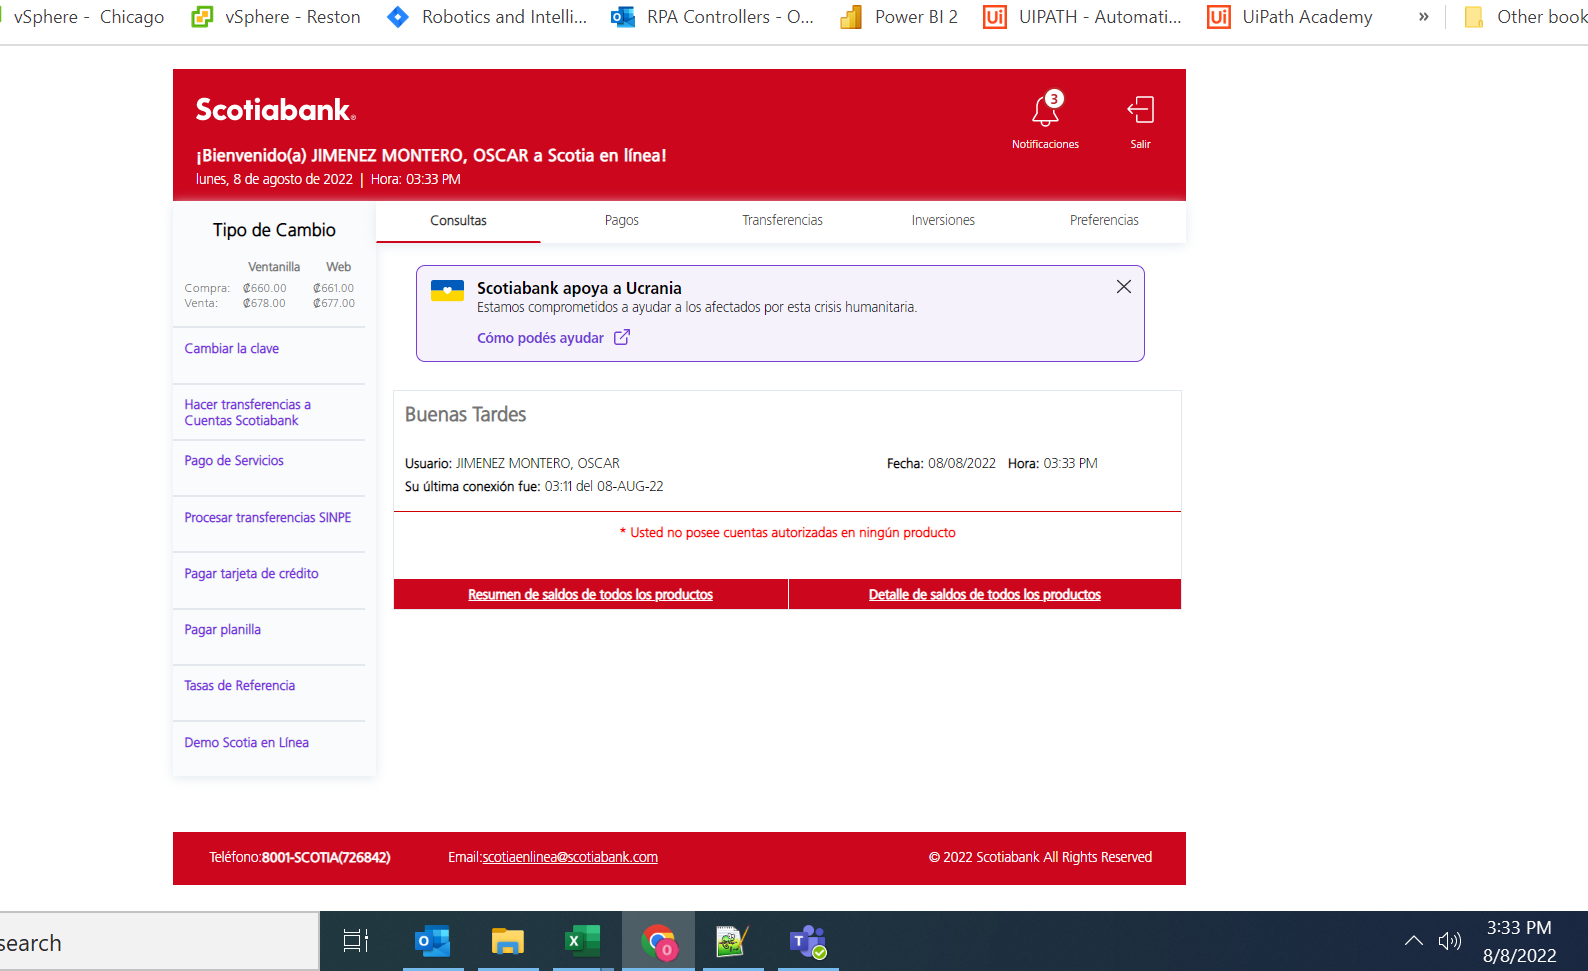 vSphere -  Chicago
vSphere - Reston
Robotics and Intelli...
RPA Controllers - O...
Power BI 2
UIPATH - Automati...
UiPath Academy
»
Other book
Scotiabank®
3
Notificaciones
Salir
¡Bienvenido(a) JIMENEZ MONTERO, OSCAR a Scotia en línea!
lunes, 8 de agosto de 2022 | Hora: 03:33 PM
Tipo de Cambio
Ventanilla Web
Compra: ₡660.00 ₡661.00
Venta: ₡678.00 ₡677.00
Cambiar la clave
Hacer transferencias a
Cuentas Scotiabank
Pago de Servicios
Procesar transferencias SINPE
Pagar tarjeta de crédito
Pagar planilla
Tasas de Referencia
Demo Scotia en Línea
Consultas
Pagos
Transferencias
Inversiones
Preferencias
Scotiabank apoya a Ucrania
Estamos comprometidos a ayudar a los afectados por esta crisis humanitaria.
Cómo podés ayudar
Buenas Tardes
Usuario: JIMENEZ MONTERO, OSCAR
Fecha: 08/08/2022 Hora: 03:33 PM
Su última conexión fue: 03:11 del 08-AUG-22
* Usted no posee cuentas autorizadas en ningún producto
Resumen de saldos de todos los productos
Detalle de saldos de todos los productos
Teléfono:8001-SCOTIA(726842)
Email:scotiaenlinea@scotiabank.com
© 2022 Scotiabank All Rights Reserved
search
3:33 PM
8/8/2022